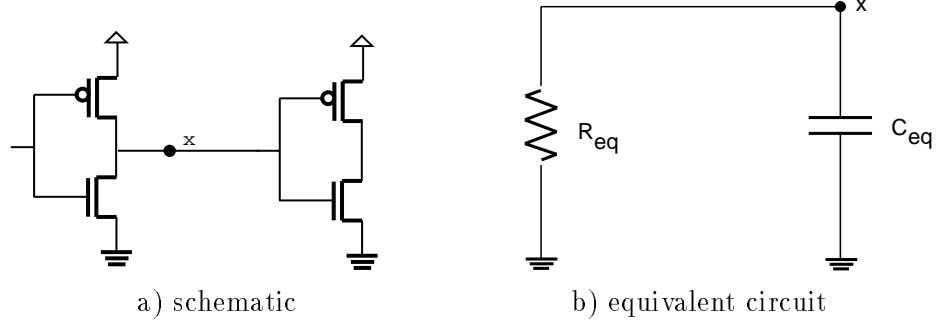 x
x
R_eq
C_eq
a) schematic
b) equivalent circuit